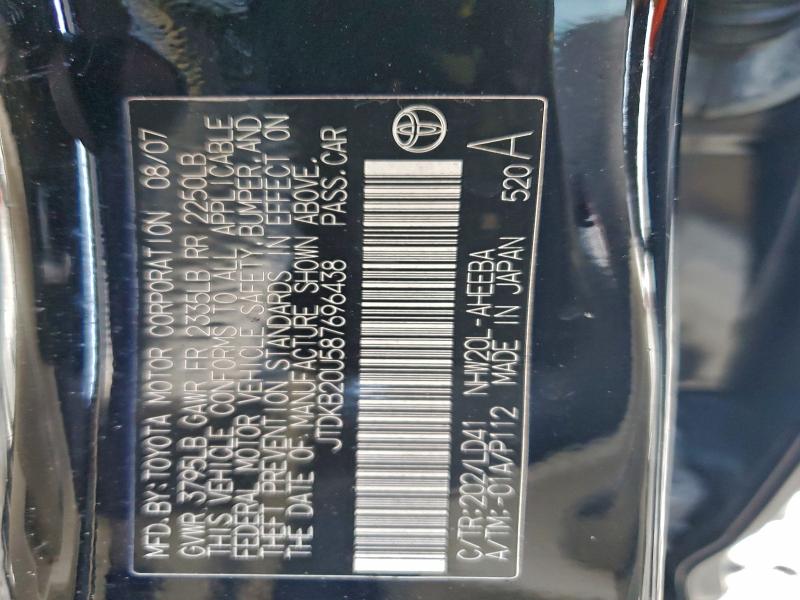 MFD.BY:TOYOTA MOTOR CORPORATION 08/07
GVWR 3795LB GAWR FR 2335LB RR 2250LB
THIS VEHICLE CONFORMS TO ALL APPLICABLE
FEDERAL MOTOR VEHICLE SAFETY, BUMPER, AND
THEFT PREVENTION STANDARDS IN EFFECT ON
THE DATE OF MANUFACTURE SHOWN ABOVE.
JTDKB20U587696438 PASS.CAR
C/TR:202/LD41 NHW20L-AHEEBA
A/TM:-01A/P112 MADE IN JAPAN 520A